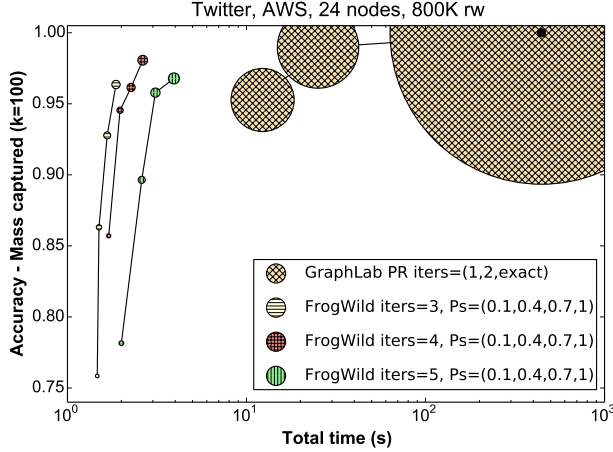 Twitter, AWS, 24 nodes, 800K rw
Accuracy - Mass captured (k=100)
1.00
0.95
0.90
0.85
0.80
0.75
GraphLab PR iters=(1,2,exact)
FrogWild iters=3, Ps=(0.1,0.4,0.7,1)
FrogWild iters=4, Ps=(0.1,0.4,0.7,1)
FrogWild iters=5, Ps=(0.1,0.4,0.7,1)
10⁰ 10¹ 10² 10³
Total time (s)